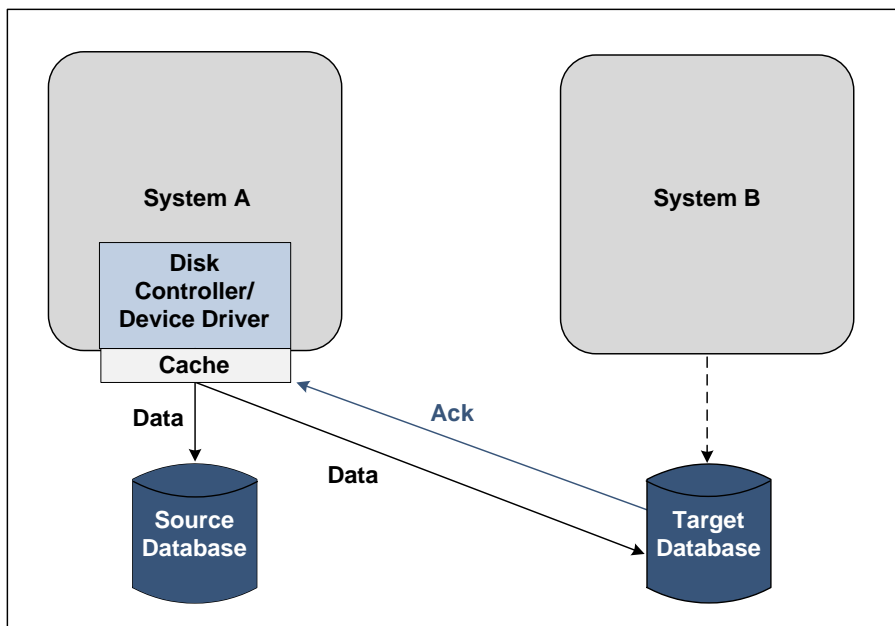 System A
System B
Disk
Controller/
Device Driver
Cache
Data
Ack
Data
Source
Database
Target
Database